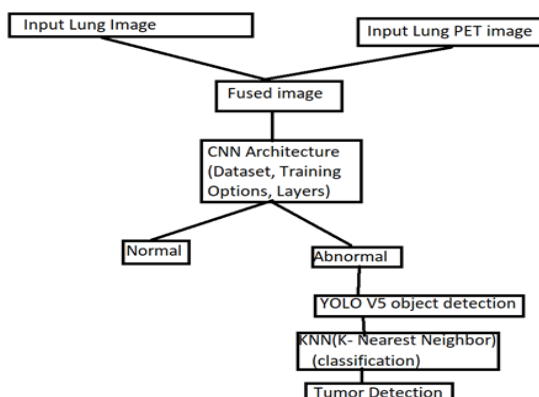 Input Lung Image
Input Lung PET image
Fused image
CNN Architecture
(Dataset, Training
Options, Layers)
Normal
Abnormal
YOLO V5 object detection
KNN(K- Nearest Neighbor)
(classification)
Tumor Detection